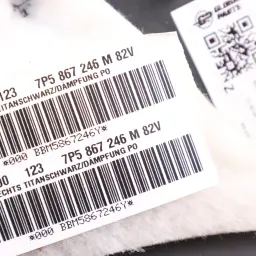 123 7P5 867 246 M 82V
TITANSCHWARZ/DAMPFUNG PO
*000 BBM5867246Y*
00 123 7P5 867 246 M 82V
ECHTS TITANSCHWARZ/DAMPFUNG PO
*000 BBM5867246Y*
PARTS